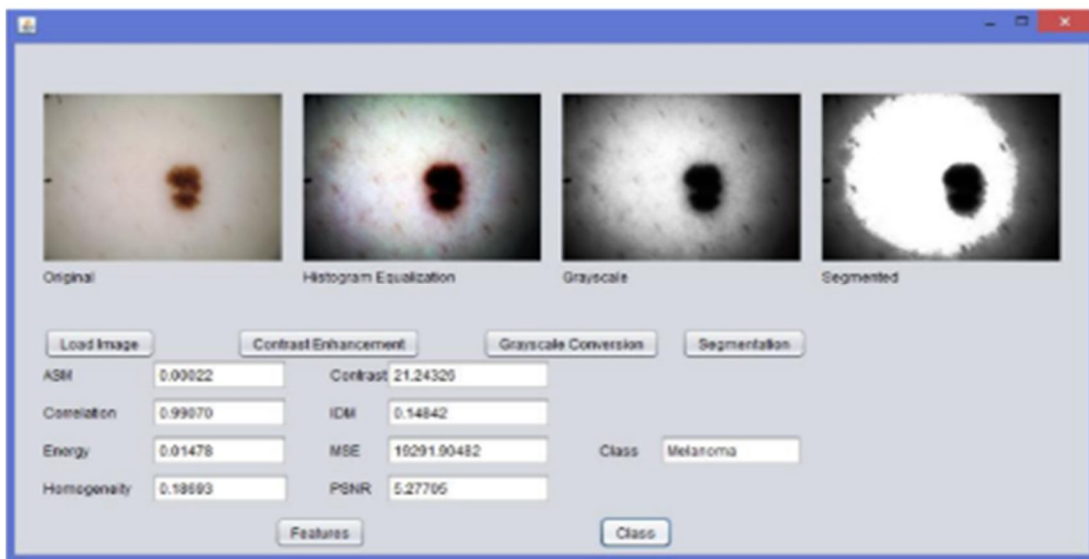 Original Histogram Equalization Grayscale Segmented
Load Image Contrast Enhancement Grayscale Conversion Segmentation
ASM 0.00022 Contrast 21.24326
Correlation 0.99070 IDM 0.14842
Energy 0.01478 MSE 19291.90482 Class Melanoma
Homogeneity 0.18693 PSNR 5.27705
Features Class